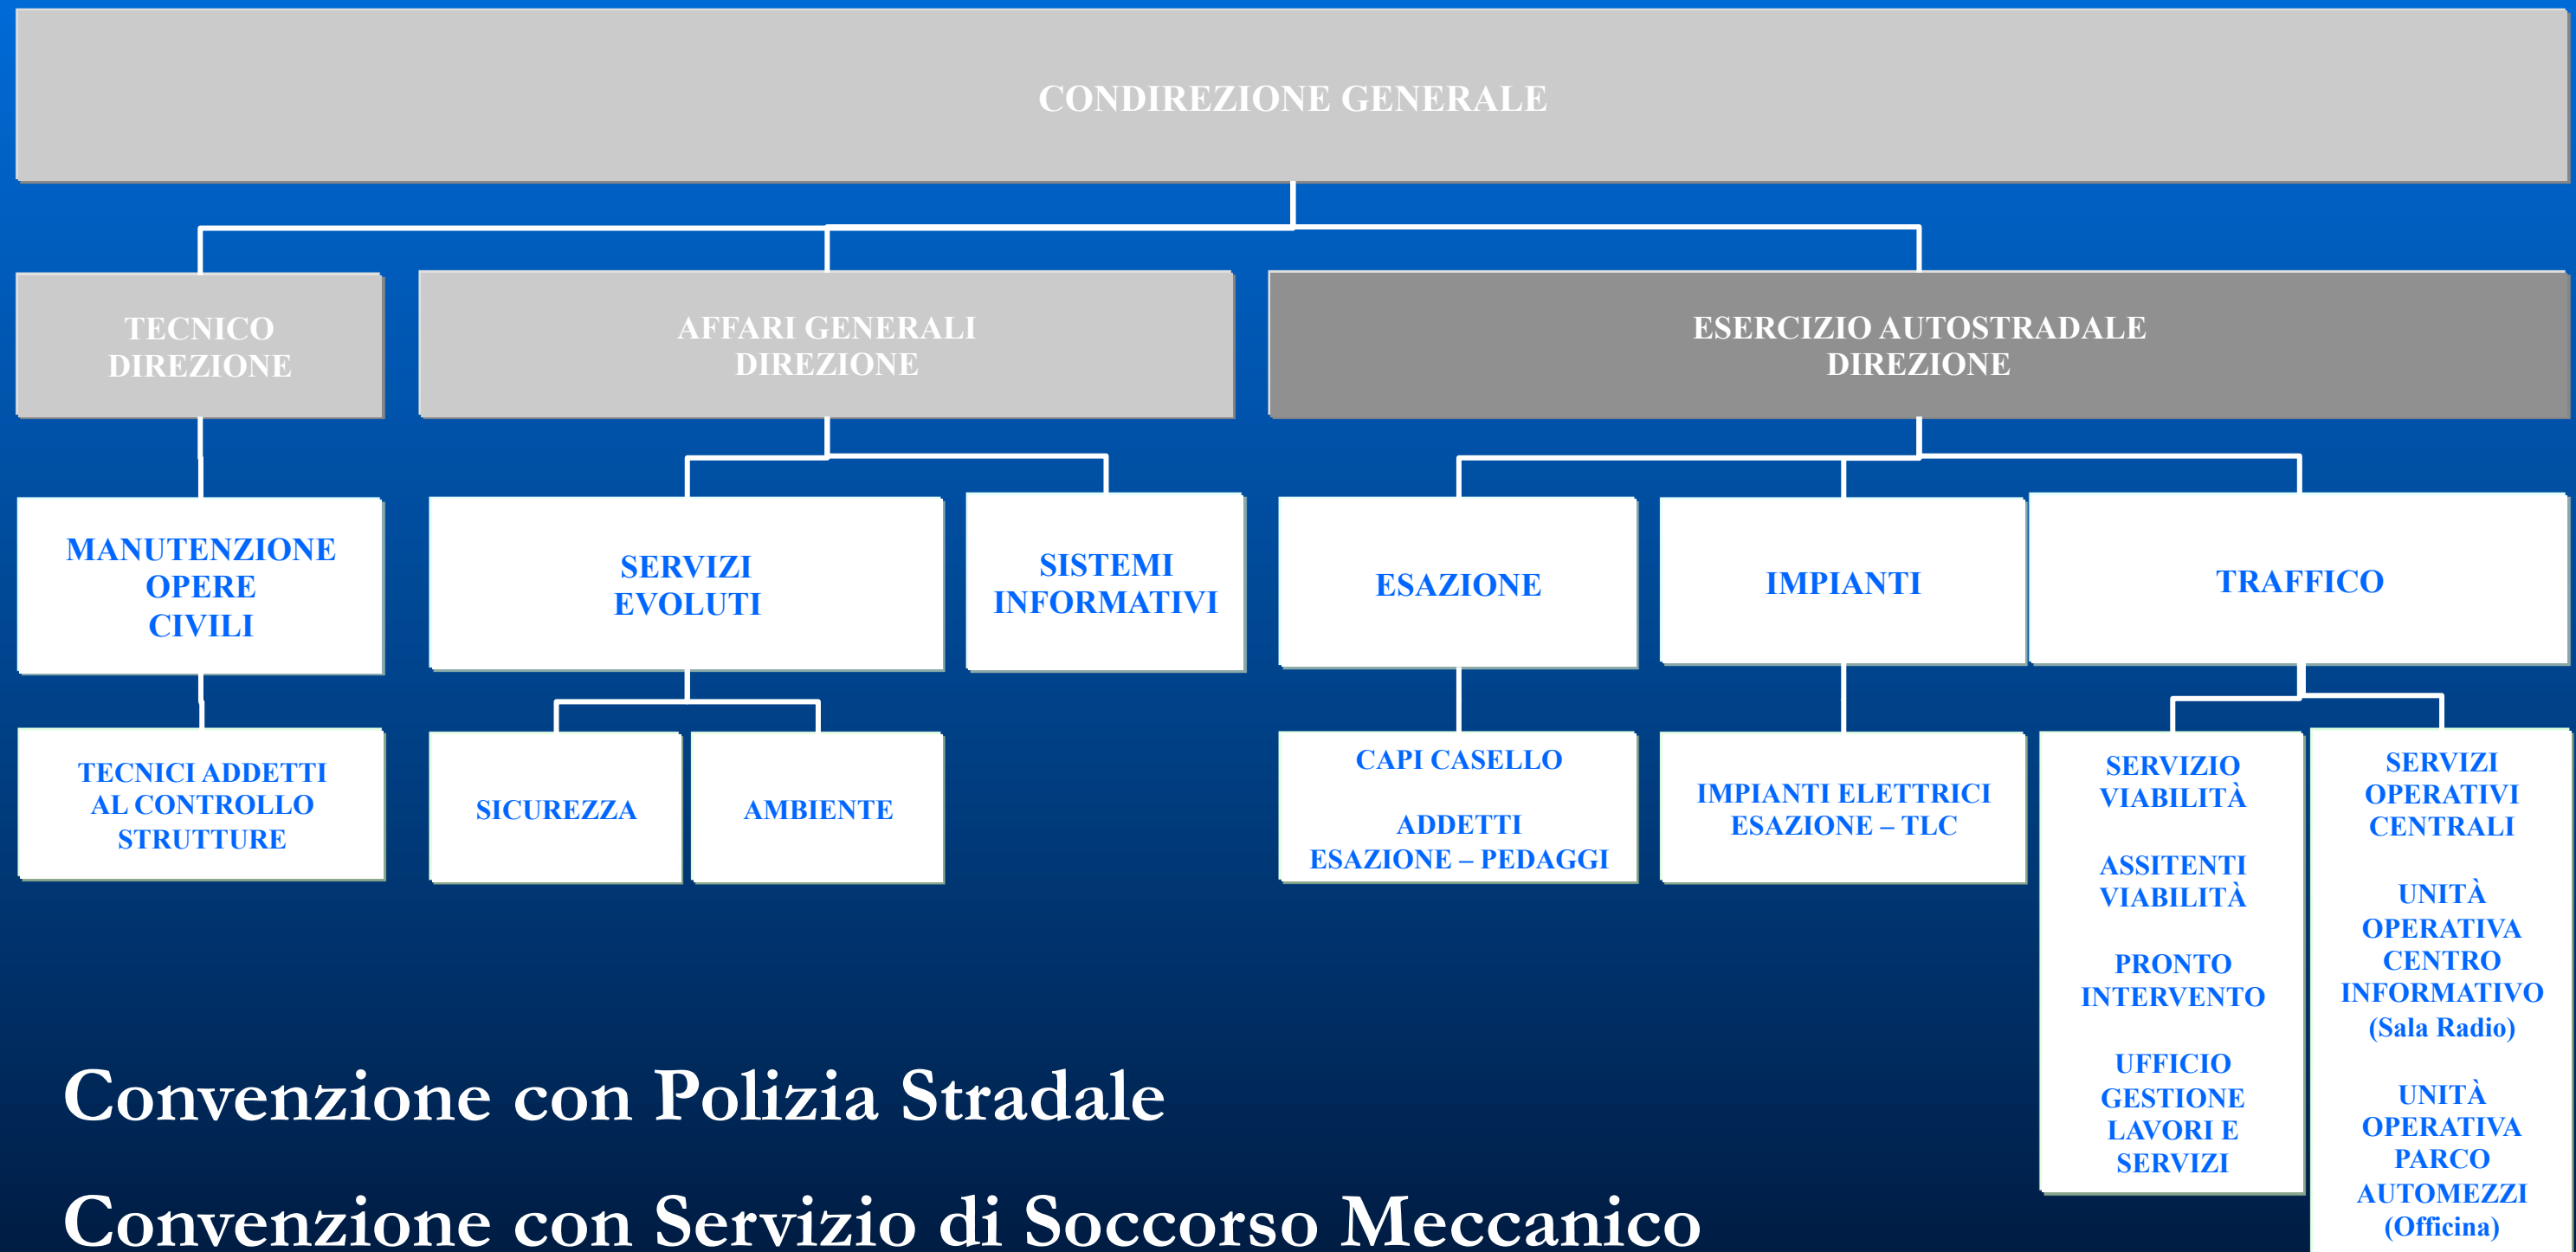 CONDIREZIONE GENERALE
TECNICO
DIREZIONE
AFFARI GENERALI
DIREZIONE
ESERCIZIO AUTOSTRADALE
DIREZIONE
MANUTENZIONE
OPERE
CIVILI
SERVIZI
EVOLUTI
SISTEMI
INFORMATIVI
ESAZIONE
IMPIANTI
TRAFFICO
TECNICI ADDETTI
AL CONTROLLO
STRUTTURE
SICUREZZA
AMBIENTE
CAPI CASELLO
ADDETTI
ESAZIONE – PEDAGGI
IMPIANTI ELETTRICI
ESAZIONE – TLC
SERVIZIO
VIABILITÀ
ASSITENTI
VIABILITÀ
PRONTO
INTERVENTO
UFFICIO
GESTIONE
LAVORI E
SERVIZI
SERVIZI
OPERATIVI
CENTRALI
UNITÀ
OPERATIVA
CENTRO
INFORMATIVO
(Sala Radio)
UNITÀ
OPERATIVA
PARCO
AUTOMEZZI
(Officina)
Convenzione con Polizia Stradale
Convenzione con Servizio di Soccorso Meccanico